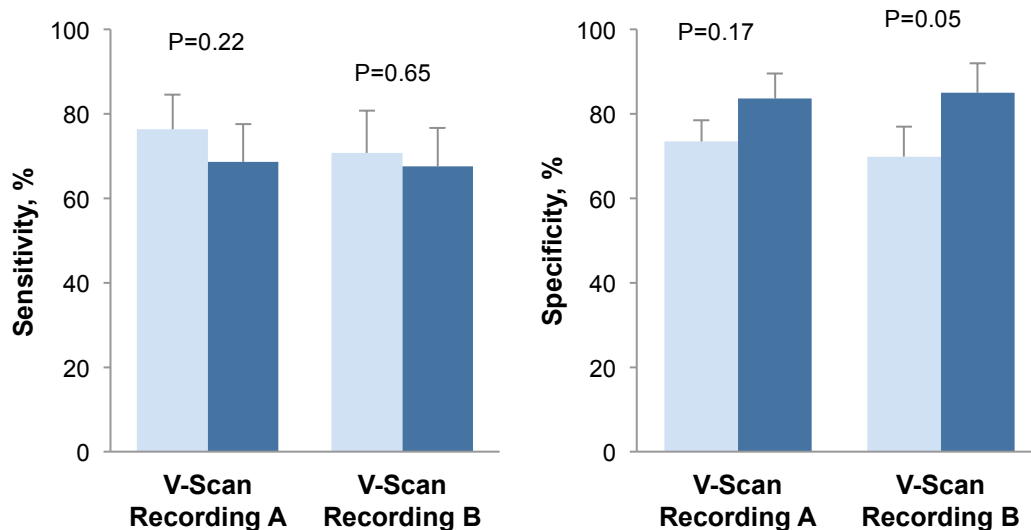 100
80
60
40
20
0
Sensitivity, %
P=0.22
P=0.65
V-Scan
Recording A
V-Scan
Recording B
100
80
60
40
20
0
Specificity, %
P=0.17
P=0.05
V-Scan
Recording A
V-Scan
Recording B